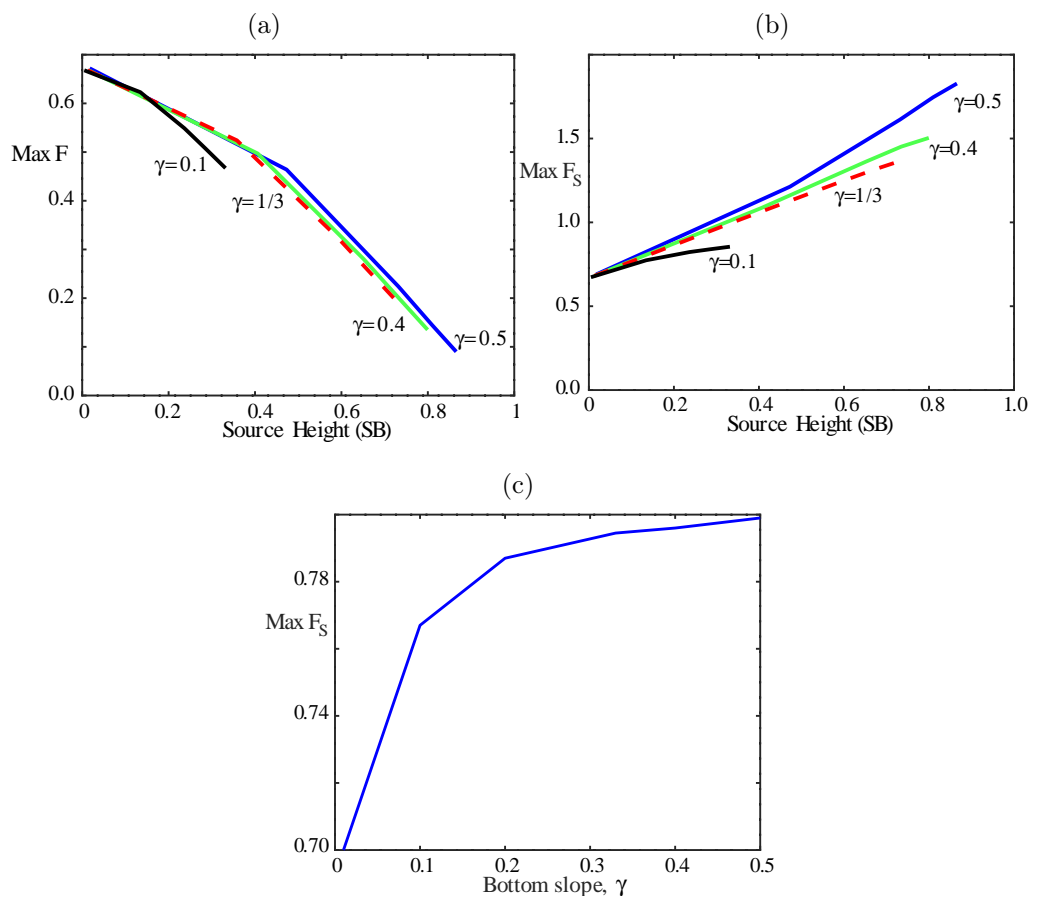 (a)
0.6
0.4
0.2
0.0
Max F
γ=0.1
γ=1/3
γ=0.4
γ=0.5
0 0.2 0.4 0.6 0.8 1
Source Height (SB)
(b)
1.5
1.0
0.5
0.0
Max F_S
γ=0.5
γ=0.4
γ=1/3
γ=0.1
0 0.2 0.4 0.6 0.8 1.0
Source Height (SB)
(c)
0.78
0.74
0.70
Max F_S
0 0.1 0.2 0.3 0.4 0.5
Bottom slope, γ